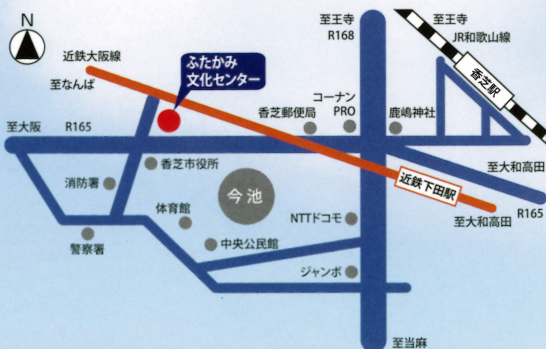 N
至王寺
R168
至王寺
JR和歌山線
香芝駅
近鉄大阪線
至なんば
ふたかみ
文化センター
コーナン
PRO
香芝郵便局
鹿嶋神社
至大阪
R165
香芝市役所
至大和高田
R165
消防署
今池
近鉄下田駅
体育館
NTTドコモ
至大和高田
警察署
中央公民館
ジャンボ
至当麻